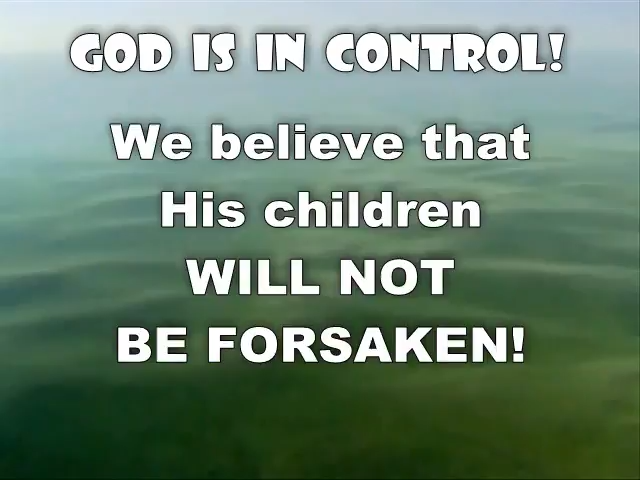 GOD IS IN CONTROL!
We believe that
His children
WILL NOT
BE FORSAKEN!